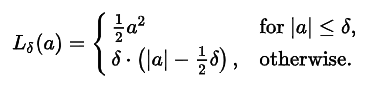 L_δ(a) = { ½a² for |a| ≤ δ,
δ · (|a| − ½δ), otherwise.